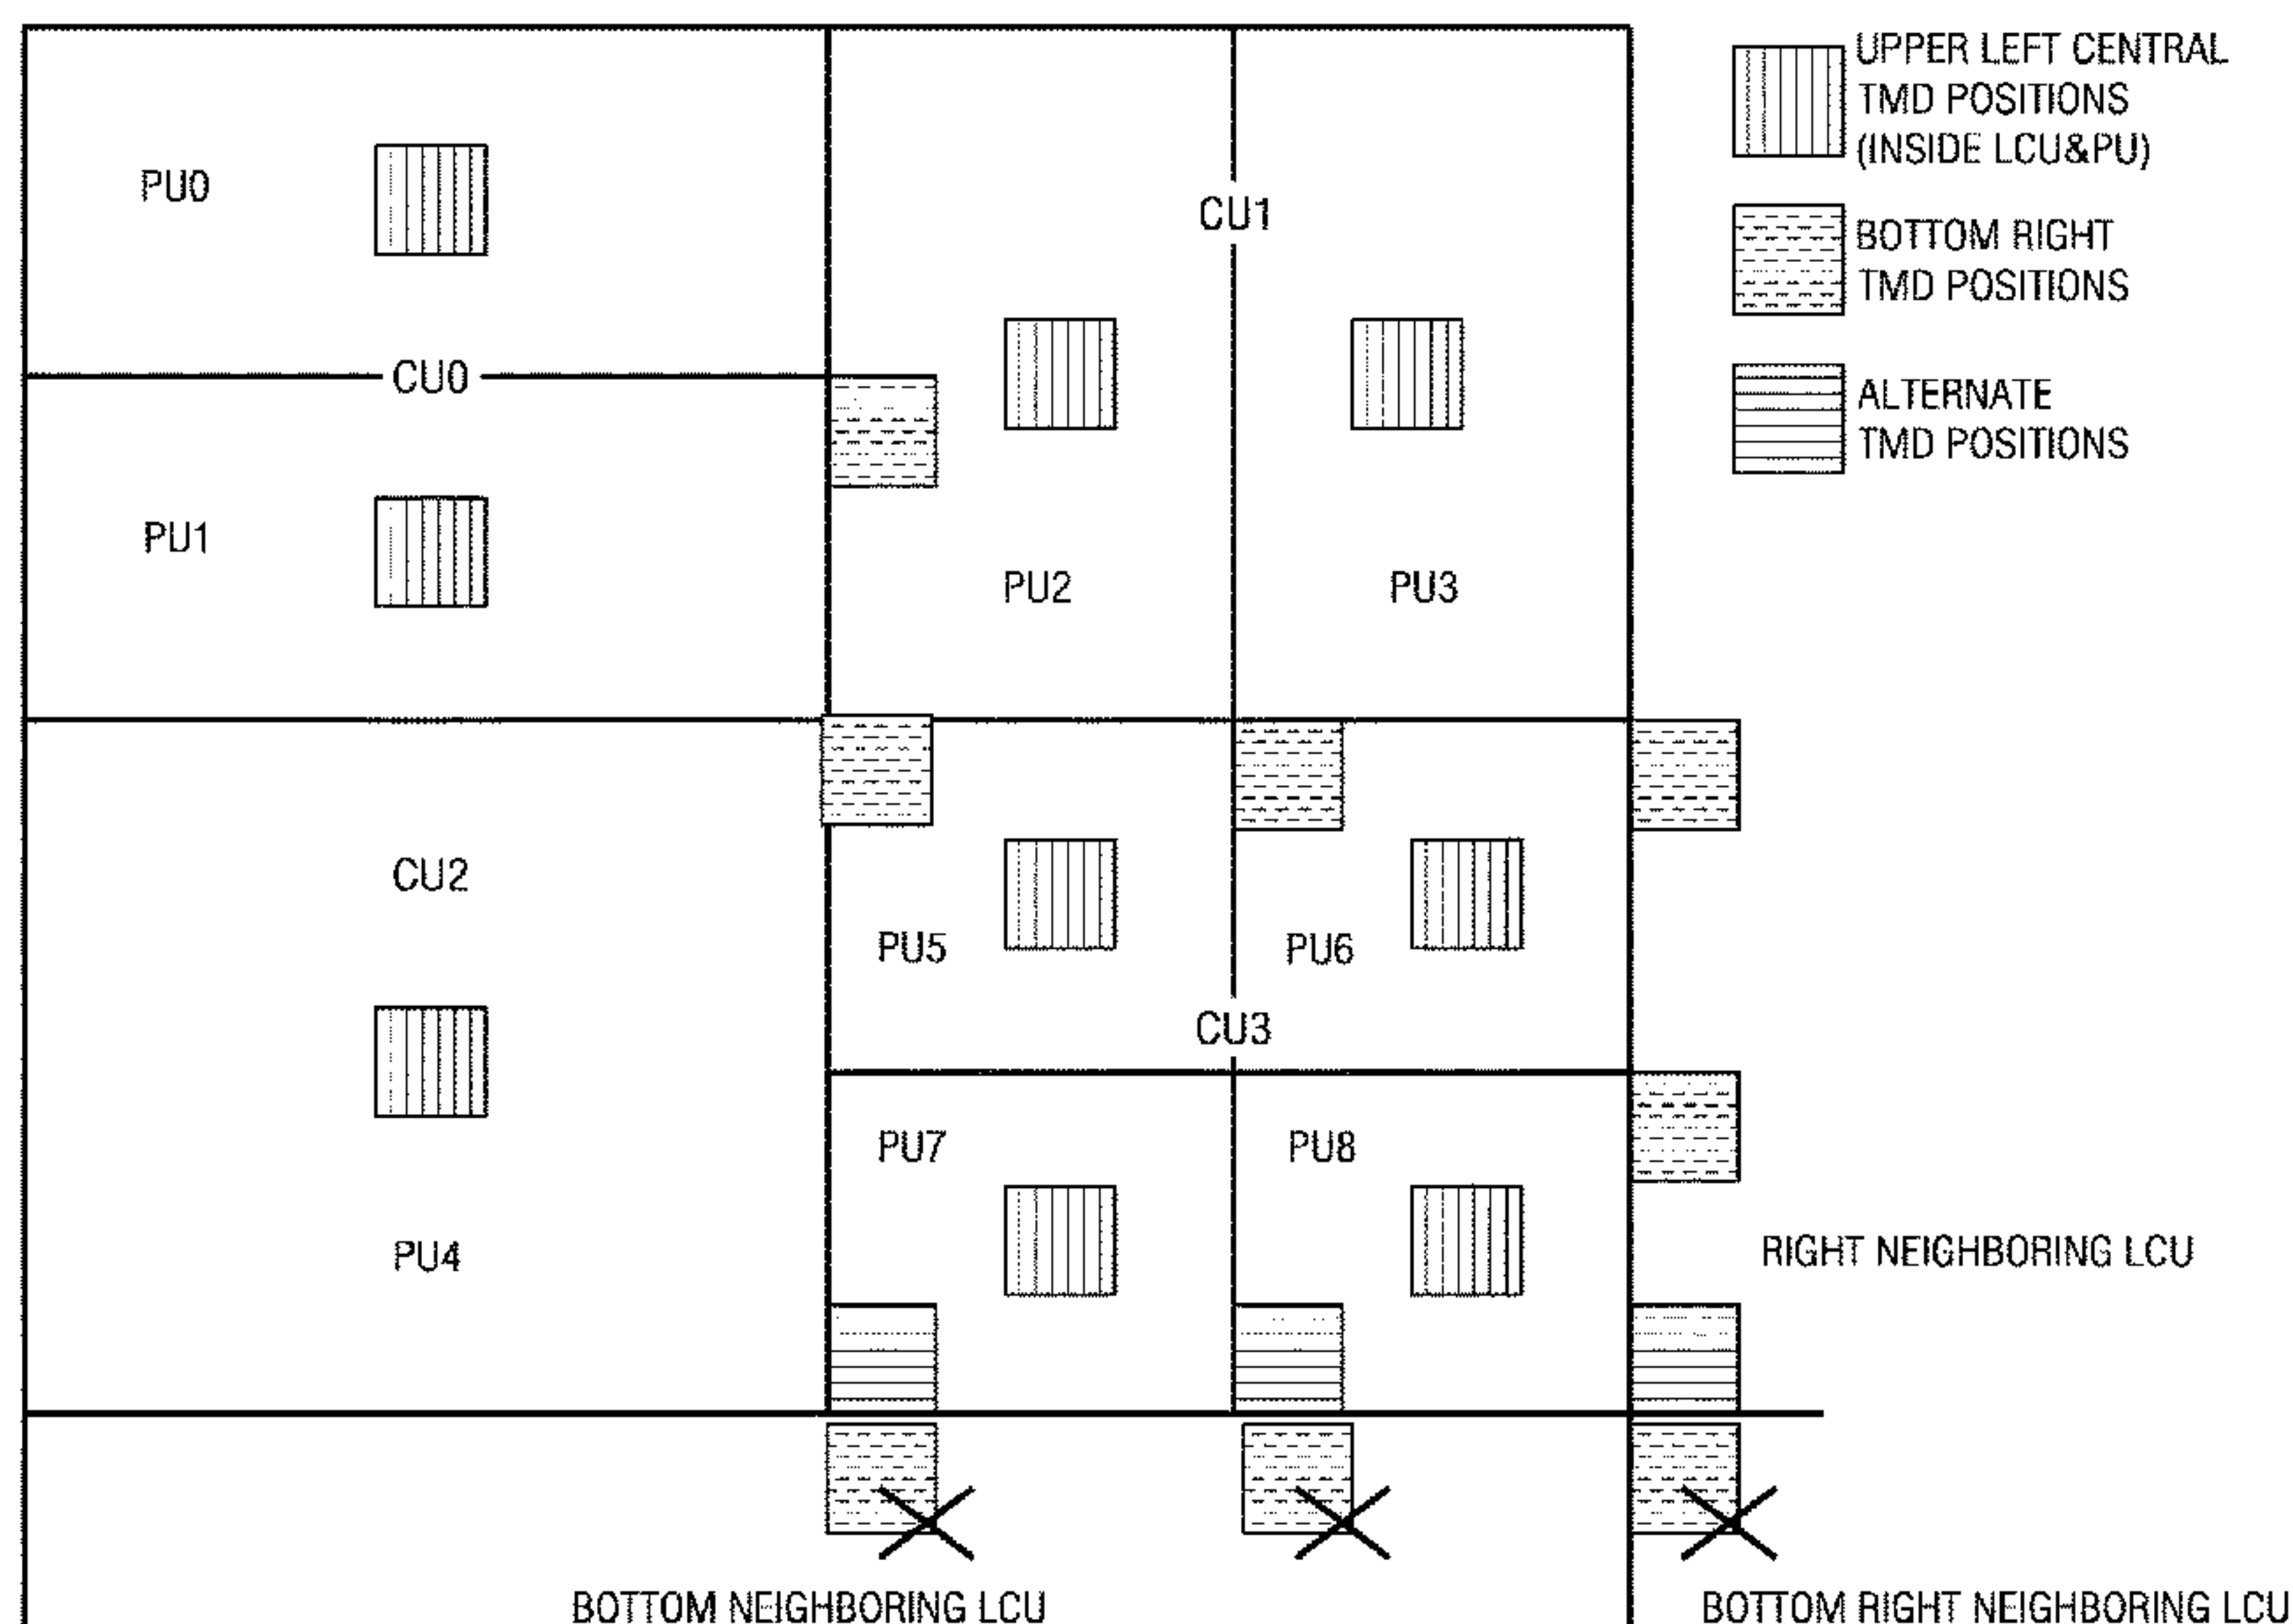 UPPER LEFT CENTRAL
TMD POSITIONS
(INSIDE LCU&PU)
BOTTOM RIGHT
TMD POSITIONS
ALTERNATE
TMD POSITIONS
PU0
CU1
CU0
PU1
PU2
PU3
CU2
PU5
PU6
CU3
PU7
PU8
PU4
RIGHT NEIGHBORING LCU
BOTTOM NEIGHBORING LCU
BOTTOM RIGHT NEIGHBORING LCU